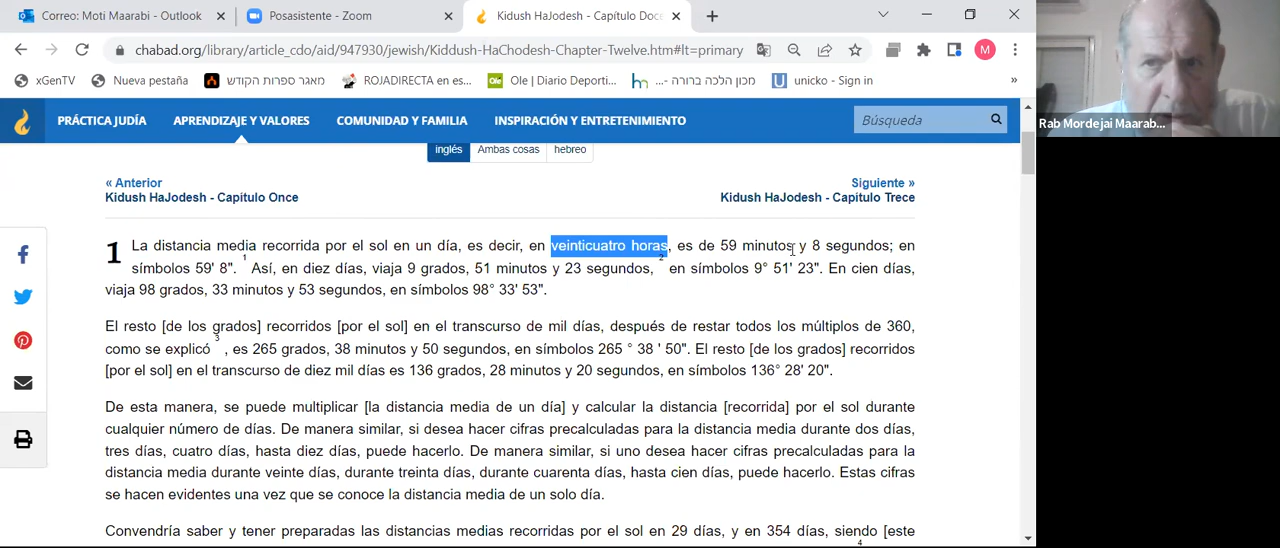 Correo: Moti Maarabi - Outlook
Posasistente - Zoom
Kidush HaJodesh - Capítulo Doce
chabad.org/library/article_cdo/aid/947930/jewish/Kiddush-HaChodesh-Chapter-Twelve.htm#lt=primary
M
xGenTV
Nueva pestaña
מאגר ספרות הקודש
ROJADIRECTA en es...
Ole | Diario Deporti...
מכון הלכה ברורה -...
unicko - Sign in
»
PRÁCTICA JUDÍA
APRENDIZAJE Y VALORES
COMUNIDAD Y FAMILIA
INSPIRACIÓN Y ENTRETENIMIENTO
Búsqueda
Rab Mordejai Maarab...
inglés
Ambas cosas
hebreo
« Anterior
Kidush HaJodesh - Capítulo Once
Siguiente »
Kidush HaJodesh - Capítulo Trece
1 La distancia media recorrida por el sol en un día, es decir, en veinticuatro horas, es de 59 minutos y 8 segundos; en
símbolos 59' 8". 1 Así, en diez días, viaja 9 grados, 51 minutos y 23 segundos, 2 en símbolos 9° 51' 23". En cien días,
viaja 98 grados, 33 minutos y 53 segundos, en símbolos 98° 33' 53".
El resto [de los grados] recorridos [por el sol] en el transcurso de mil días, después de restar todos los múltiplos de 360,
como se explicó 3 , es 265 grados, 38 minutos y 50 segundos, en símbolos 265 ° 38 ' 50". El resto [de los grados] recorridos
[por el sol] en el transcurso de diez mil días es 136 grados, 28 minutos y 20 segundos, en símbolos 136° 28' 20".
De esta manera, se puede multiplicar [la distancia media de un día] y calcular la distancia [recorrida] por el sol durante
cualquier número de días. De manera similar, si desea hacer cifras precalculadas para la distancia media durante dos días,
tres días, cuatro días, hasta diez días, puede hacerlo. De manera similar, si uno desea hacer cifras precalculadas para la
distancia media durante veinte días, durante treinta días, durante cuarenta días, hasta cien días, puede hacerlo. Estas cifras
se hacen evidentes una vez que se conoce la distancia media de un solo día.
Convendría saber y tener preparadas las distancias medias recorridas por el sol en 29 días, y en 354 días, siendo [este
4